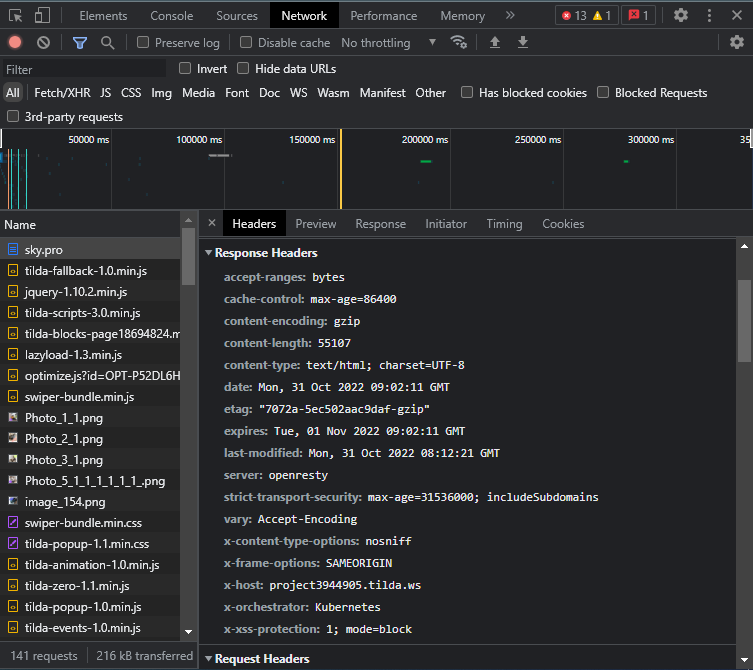 Elements Console Sources Network Performance Memory 13 1 1
Preserve log Disable cache No throttling
Filter Invert Hide data URLs
All Fetch/XHR JS CSS Img Media Font Doc WS Wasm Manifest Other Has blocked cookies Blocked Requests
3rd-party requests
50000 ms 100000 ms 150000 ms 200000 ms 250000 ms 300000 ms 35
Name
sky.pro
tilda-fallback-1.0.min.js
jquery-1.10.2.min.js
tilda-scripts-3.0.min.js
tilda-blocks-page18694824.m
lazyload-1.3.min.js
optimize.js?id=OPT-P52DL6H
swiper-bundle.min.js
Photo_1_1.png
Photo_2_1.png
Photo_3_1.png
Photo_5_1_1_1_1_1_1_.png
image_154.png
swiper-bundle.min.css
tilda-popup-1.1.min.css
tilda-animation-1.0.min.js
tilda-zero-1.1.min.js
tilda-popup-1.0.min.js
tilda-events-1.0.min.js
141 requests 216 kB transferred
Headers Preview Response Initiator Timing Cookies
Response Headers
accept-ranges: bytes
cache-control: max-age=86400
content-encoding: gzip
content-length: 55107
content-type: text/html; charset=UTF-8
date: Mon, 31 Oct 2022 09:02:11 GMT
etag: "7072a-5ec502aac9daf-gzip"
expires: Tue, 01 Nov 2022 09:02:11 GMT
last-modified: Mon, 31 Oct 2022 08:12:21 GMT
server: openresty
strict-transport-security: max-age=31536000; includeSubdomains
vary: Accept-Encoding
x-content-type-options: nosniff
x-frame-options: SAMEORIGIN
x-host: project3944905.tilda.ws
x-orchestrator: Kubernetes
x-xss-protection: 1; mode=block
Request Headers